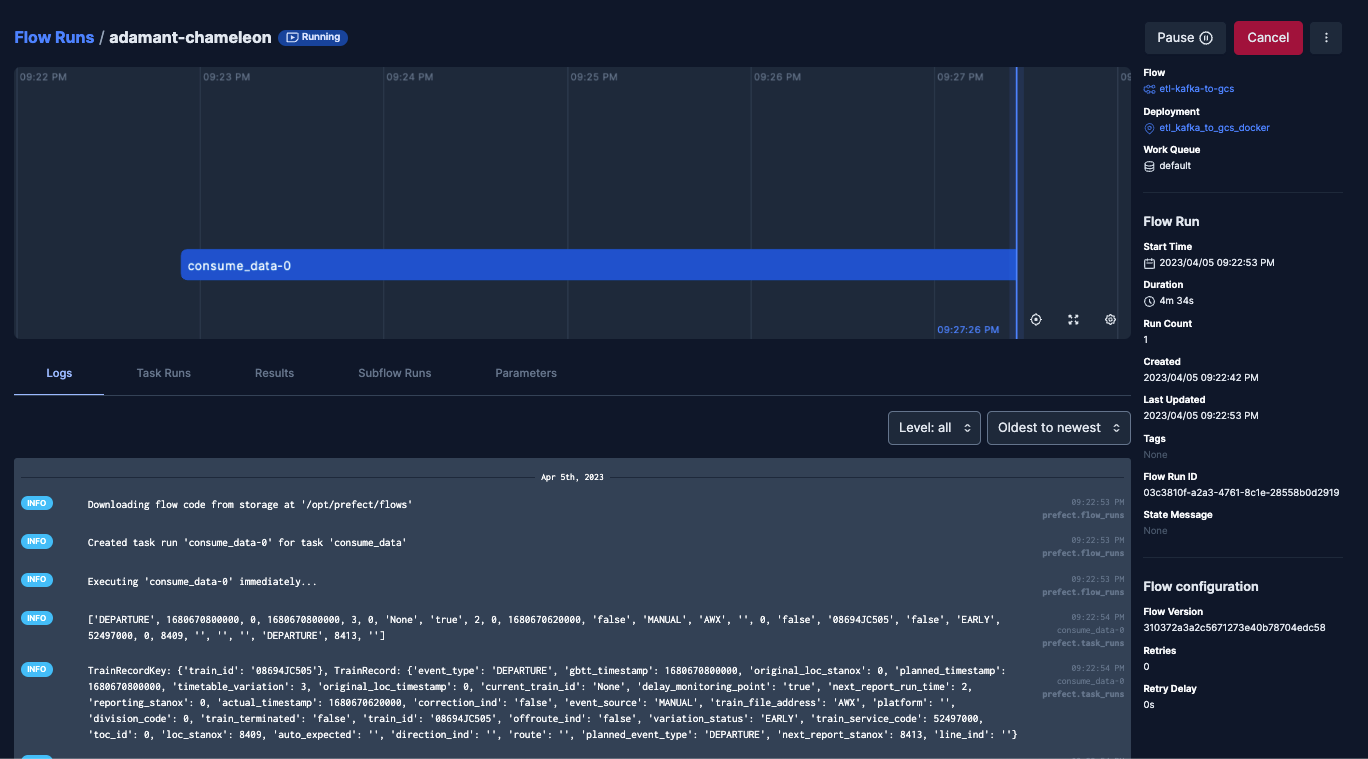 Flow Runs / adamant-chameleon Running
Pause Cancel
09:22 PM 09:23 PM 09:24 PM 09:25 PM 09:26 PM 09:27 PM 09
consume_data-0
09:27:26 PM
Logs Task Runs Results Subflow Runs Parameters
Level: all Oldest to newest
Apr 5th, 2023
INFO Downloading flow code from storage at '/opt/prefect/flows' 09:22:53 PM
prefect.flow_runs
INFO Created task run 'consume_data-0' for task 'consume_data' 09:22:53 PM
prefect.flow_runs
INFO Executing 'consume_data-0' immediately... 09:22:53 PM
prefect.flow_runs
INFO ['DEPARTURE', 1680670800000, 0, 1680670800000, 3, 0, 'None', 'true', 2, 0, 1680670620000, 'false', 'MANUAL', 'AWX', '', 0, 'false', '08694JC505', 'false', 'EARLY', 09:22:54 PM
52497000, 0, 8409, '', '', '', 'DEPARTURE', 8413, ''] consume_data-0
prefect.task_runs
INFO TrainRecordKey: {'train_id': '08694JC505'}, TrainRecord: {'event_type': 'DEPARTURE', 'gbtt_timestamp': 1680670800000, 'original_loc_stanox': 0, 'planned_timestamp': 09:22:54 PM
1680670800000, 'timetable_variation': 3, 'original_loc_timestamp': 0, 'current_train_id': 'None', 'delay_monitoring_point': 'true', 'next_report_run_time': 2, consume_data-0
'reporting_stanox': 0, 'actual_timestamp': 1680670620000, 'correction_ind': 'false', 'event_source': 'MANUAL', 'train_file_address': 'AWX', 'platform': '', prefect.task_runs
'division_code': 0, 'train_terminated': 'false', 'train_id': '08694JC505', 'offroute_ind': 'false', 'variation_status': 'EARLY', 'train_service_code': 52497000,
'toc_id': 0, 'loc_stanox': 8409, 'auto_expected': '', 'direction_ind': '', 'route': '', 'planned_event_type': 'DEPARTURE', 'next_report_stanox': 8413, 'line_ind': ''}
Flow
etl-kafka-to-gcs
Deployment
etl_kafka_to_gcs_docker
Work Queue
default
Flow Run
Start Time
2023/04/05 09:22:53 PM
Duration
4m 34s
Run Count
1
Created
2023/04/05 09:22:42 PM
Last Updated
2023/04/05 09:22:53 PM
Tags
None
Flow Run ID
03c3810f-a2a3-4761-8c1e-28558b0d2919
State Message
None
Flow configuration
Flow Version
310372a3a2c5671273e40b78704edc58
Retries
0
Retry Delay
0s